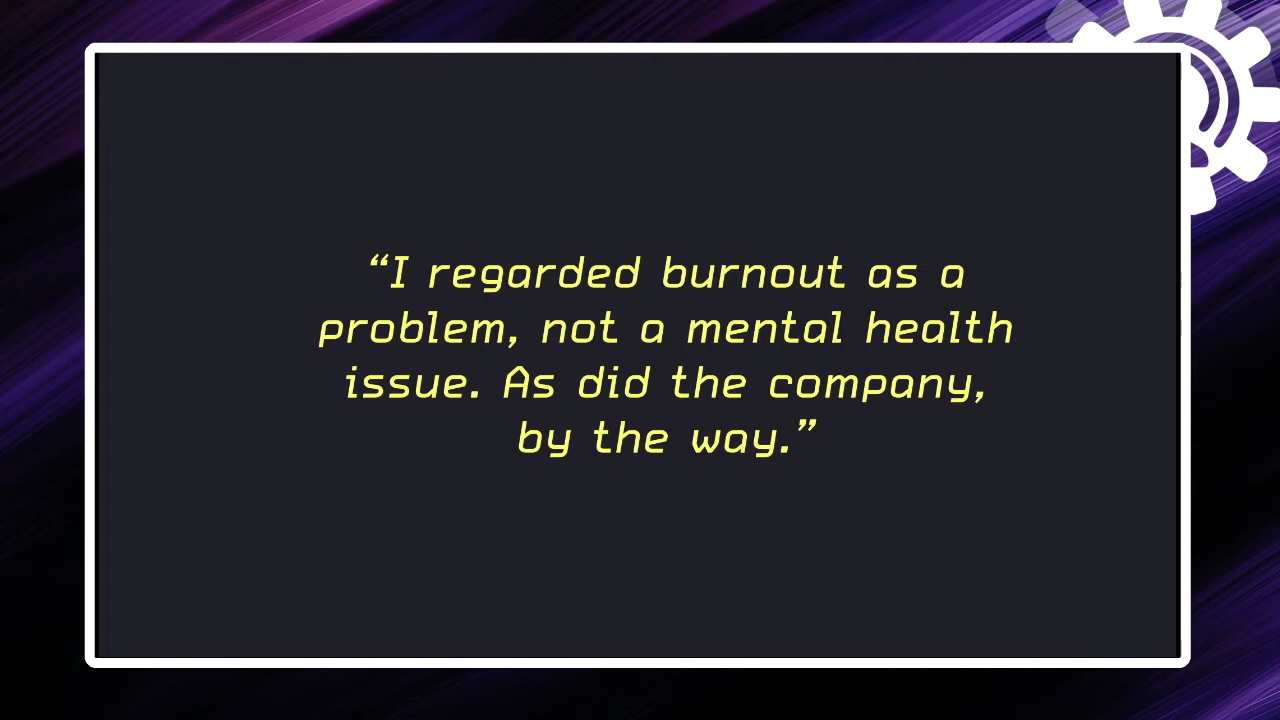 “I regarded burnout as a
problem, not a mental health
issue. As did the company,
by the way.”